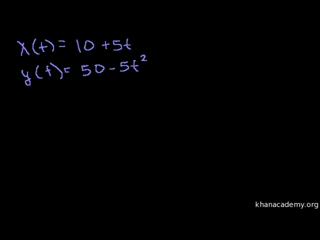 x(t) = 10 + 5t
y(t) = 50 - 5t²
khanacademy.org